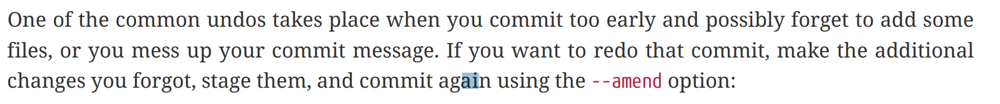 One of the common undos takes place when you commit too early and possibly forget to add some
files, or you mess up your commit message. If you want to redo that commit, make the additional
changes you forgot, stage them, and commit again using the --amend option: